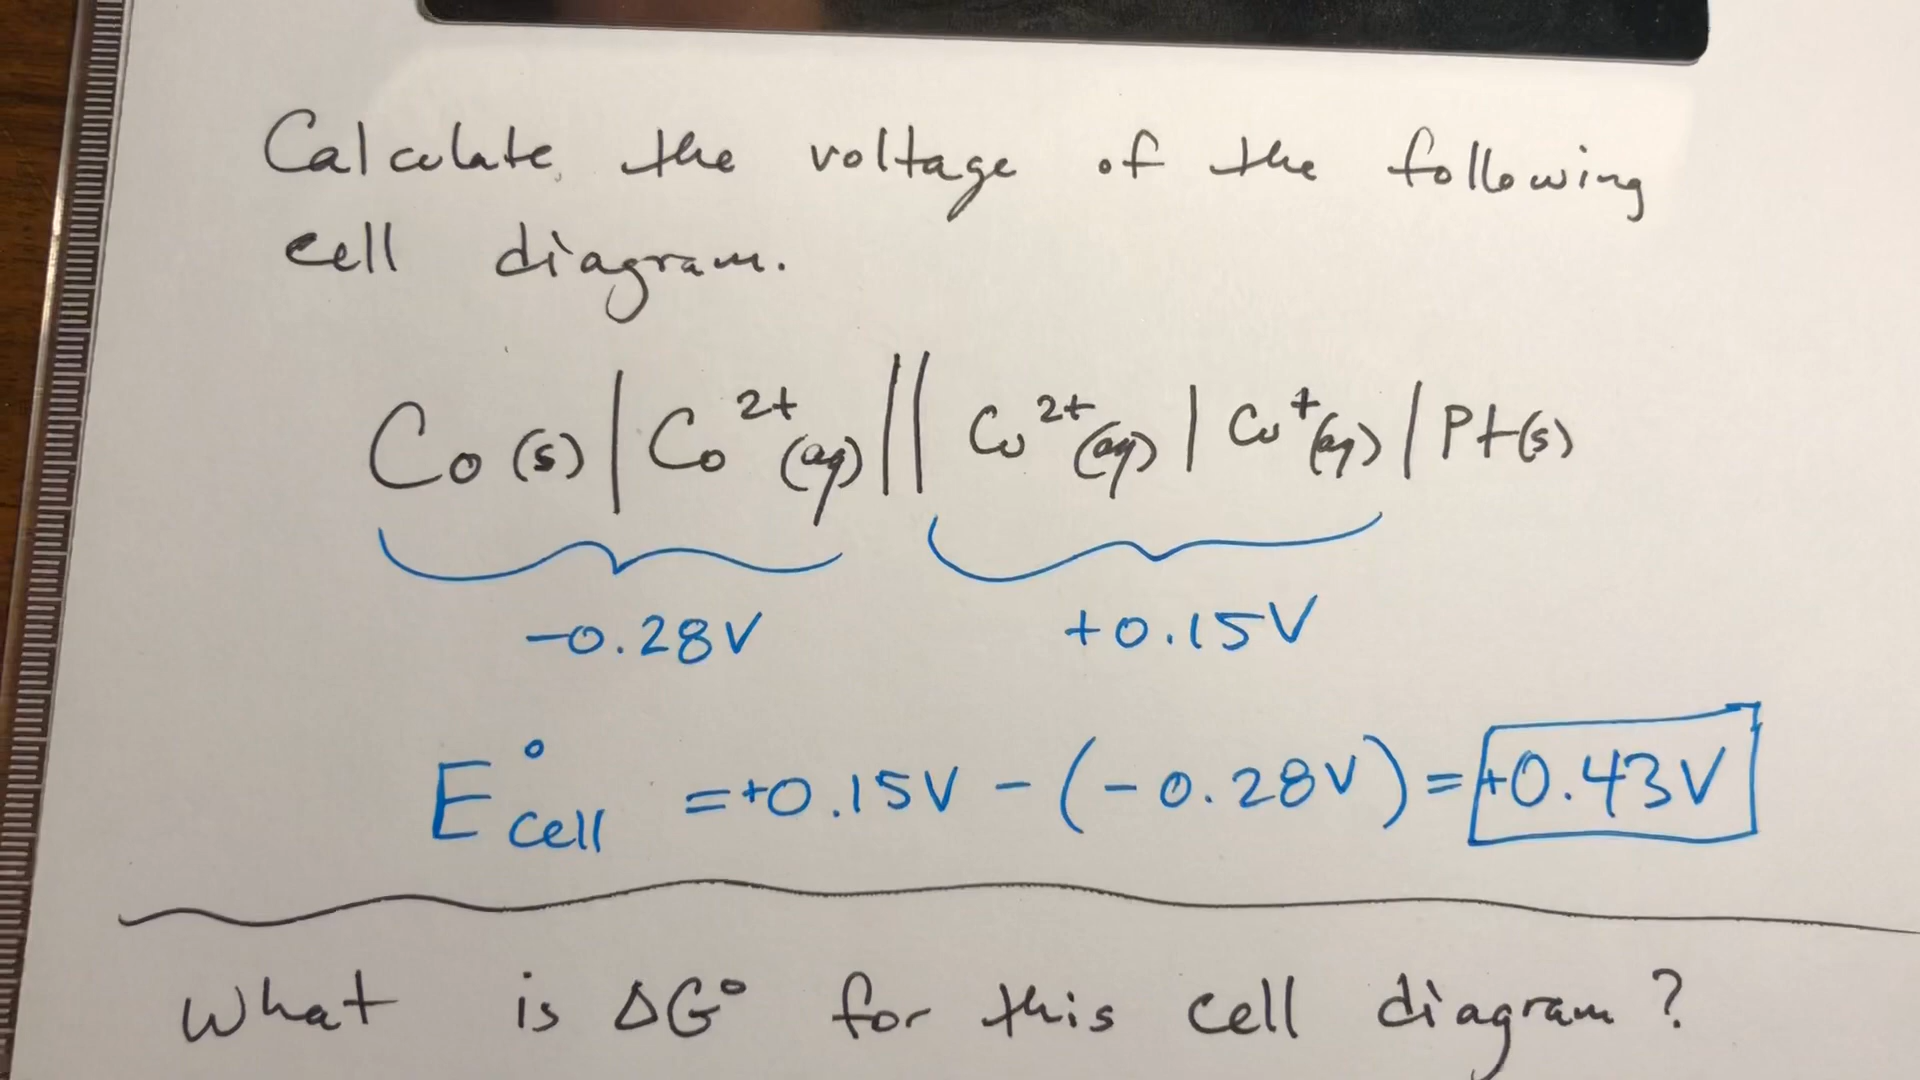 Calculate the voltage of the following
cell diagram.
Co(s)|Co²⁺(aq)||Cu²⁺(aq)|Cu⁺(aq)|Pt(s)
-0.28V +0.15V
E°cell =+0.15V-(-0.28V)=+0.43V
What is ΔG° for this cell diagram?